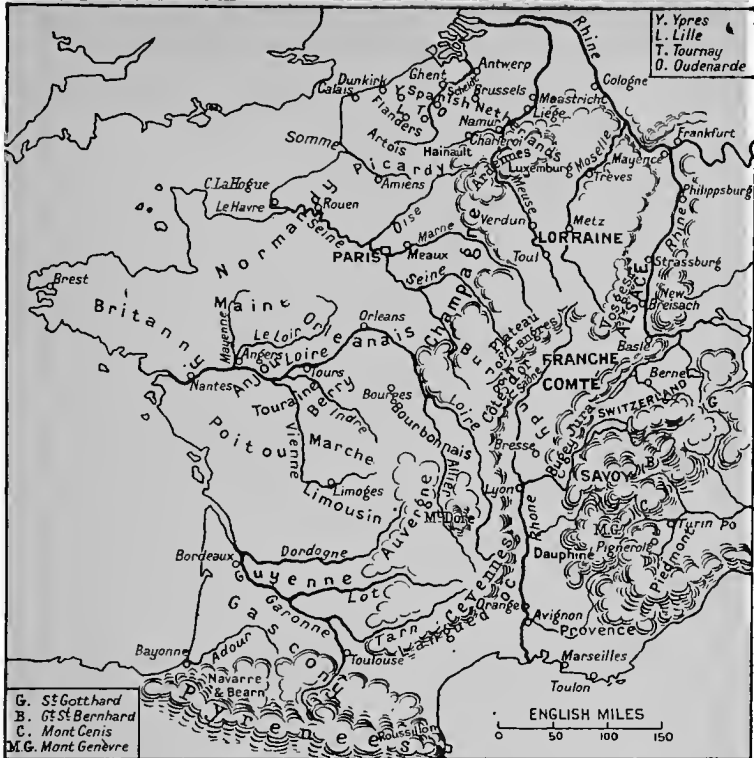 Y. Ypres
L. Lille
T. Tournay
O. Oudenarde
Rhine
Antwerp
Ghent
Cologne
Dunkirk
Calais
Scheldt
Brussels
Spanish Netherlands
Y
L
T
O
Flanders
Maastricht
Liège
Namur
Artois
Charleroi
Hainault
Frankfurt
Somme
Picardy
Ardennes
Luxemburg
Moselle
Mayence
Trèves
Amiens
C. La Hogue
Le Havre
Rouen
Seine
Oise
Meuse
Philippsburg
Normandy
Verdun
Metz
Rhine
PARIS
Marne
Meaux
LORRAINE
Toul
Strassburg
Seine
Champagne
Vosges
ALSACE
New Breisach
Brest
Britanny
Maine
Mayenne
Le Loir
Orleans
Orleanais
Plateau of Langres
Burgundy
Angers
Anjou
Loire
Tours
Côte d'Or
Saône
FRANCHE COMTE
Basle
Berne
Nantes
Touraine
Berry
Bourges
Indre
Loire
Jura
SWITZERLAND
G
Poitou
Vienne
Marche
Bourbonnais
Bresse
Bugey
Allier
Limoges
Limousin
Lyon
SAVOY
B
C
Auvergne
Mt Dore
Rhone
M.G.
Turin
Po
Bordeaux
Dordogne
Dauphiné
Pignerol
Piedmont
Guyenne
Lot
Cevennes
Gascony
Garonne
Tarn
Languedoc
Orange
Avignon
Provence
Bayonne
Adour
Toulouse
Marseilles
Toulon
Navarre & Bearn
Pyrenees
Roussillon
G. St Gotthard
B. Gt St Bernhard
C. Mont Cenis
M.G. Mont Genèvre
ENGLISH MILES
0 50 100 150